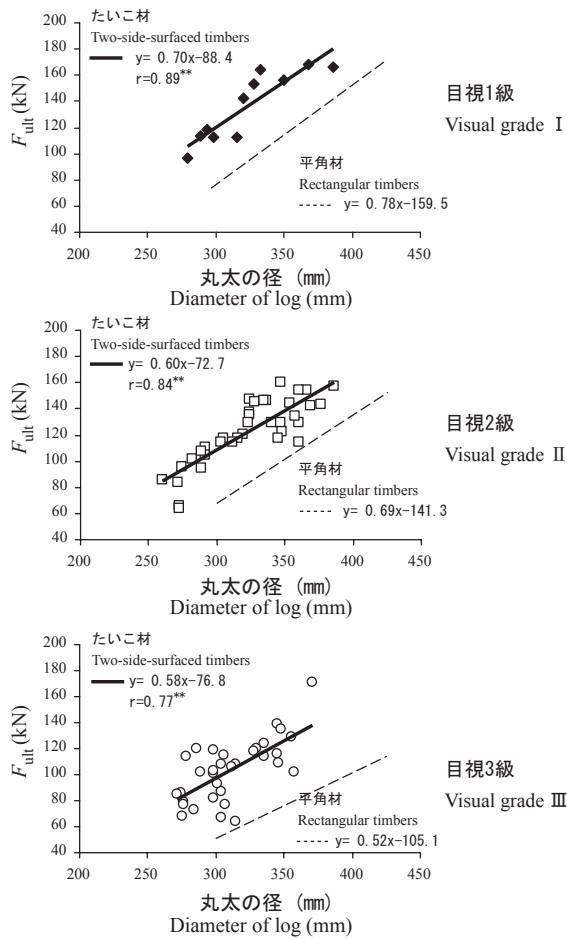 たいこ材
Two-side-surfaced timbers
y= 0.70x-88.4
r=0.89**
200
180
160
140
120
100
80
60
40
Fult (kN)
平角材
Rectangular timbers
y= 0.78x-159.5
200 250 300 350 400 450
丸太の径 (mm)
Diameter of log (mm)
目視1級
Visual grade Ⅰ
たいこ材
Two-side-surfaced timbers
y= 0.60x-72.7
r=0.84**
200
180
160
140
120
100
80
60
40
Fult (kN)
平角材
Rectangular timbers
y= 0.69x-141.3
200 250 300 350 400 450
丸太の径 (mm)
Diameter of log (mm)
目視2級
Visual grade Ⅱ
たいこ材
Two-side-surfaced timbers
y= 0.58x-76.8
r=0.77**
200
180
160
140
120
100
80
60
40
Fult (kN)
平角材
Rectangular timbers
y= 0.52x-105.1
200 250 300 350 400 450
丸太の径 (mm)
Diameter of log (mm)
目視3級
Visual grade Ⅲ